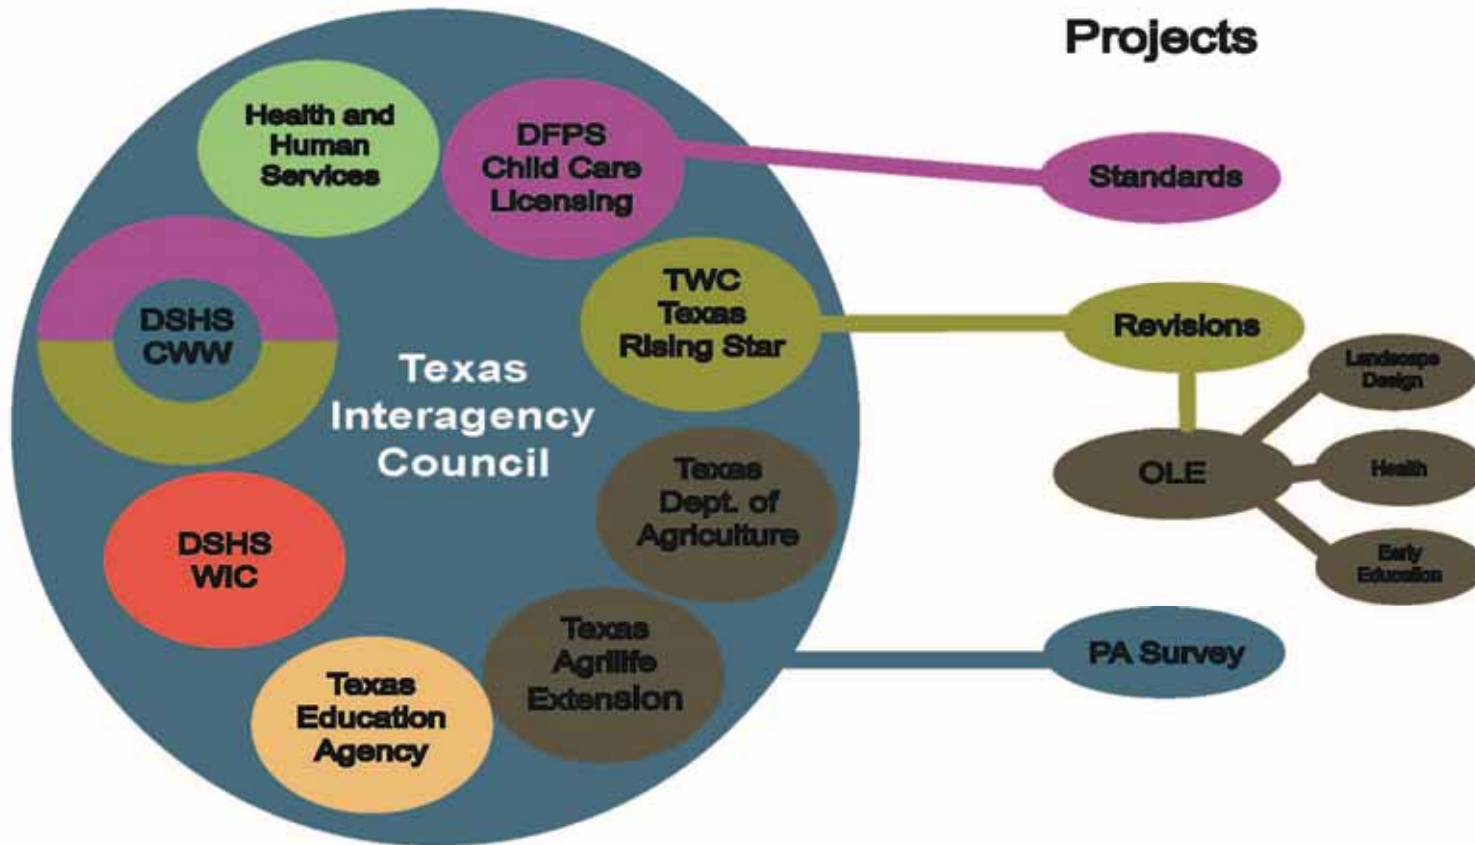 Projects
Health and
Human
Services
DFPS
Child Care
Licensing
Standards
DSHS
CWW
TWC
Texas
Rising Star
Revisions
Texas
Interagency
Council
Landscape
Design
OLE
Health
Early
Education
Texas
Dept. of
Agriculture
DSHS
WIC
Texas
Agrilife
Extension
PA Survey
Texas
Education
Agency